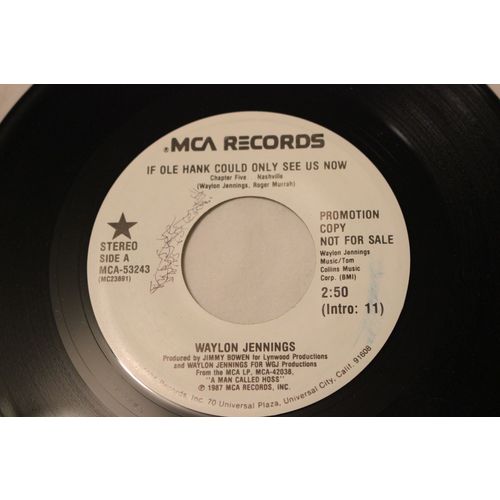 MCA RECORDS
IF OLE HANK COULD ONLY SEE US NOW
Chapter Five Nashville
(Waylon Jennings, Roger Murrah)
STEREO
SIDE A
MCA-53243
(MC23891)
PROMOTION
COPY
NOT FOR SALE
Waylon Jennings
Music/Tom
Collins Music
Corp. (BMI)
2:50
(Intro: 11)
WAYLON JENNINGS
Produced by JIMMY BOWEN for Lynwood Productions
and WAYLON JENNINGS FOR WGJ Productions
From the MCA LP, MCA-42038,
"A MAN CALLED HOSS"
℗ 1987 MCA RECORDS, INC.
Records, Inc. 70 Universal Plaza, Universal City, Calif. 91608